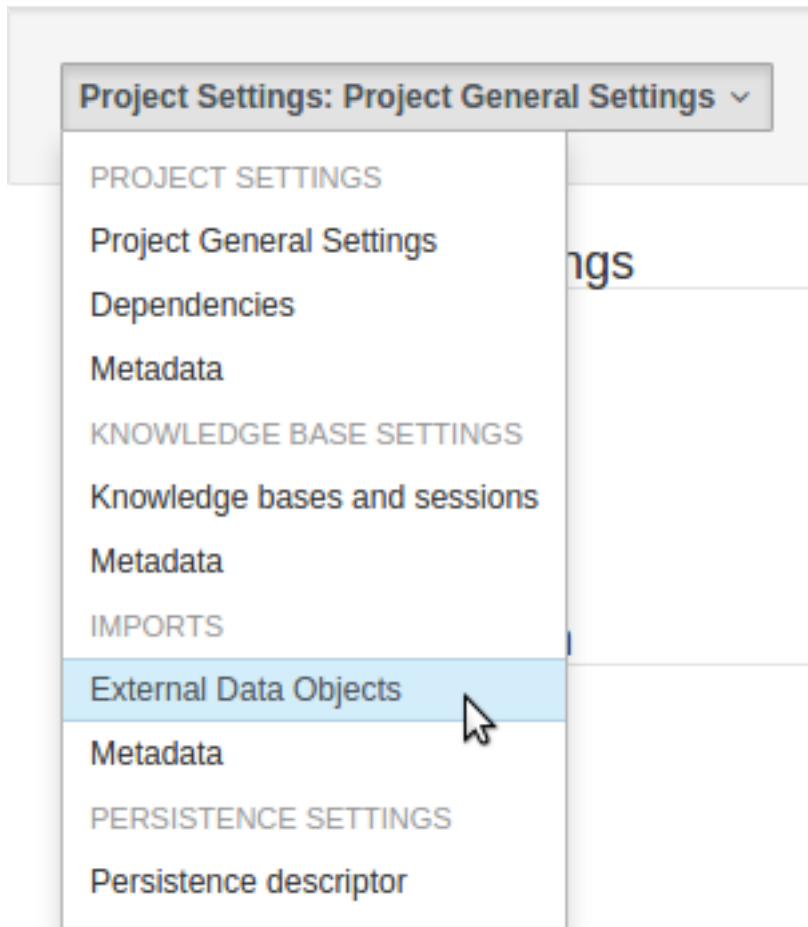 Project Settings: Project General Settings
PROJECT SETTINGS
Project General Settings
ngs
Dependencies
Metadata
KNOWLEDGE BASE SETTINGS
Knowledge bases and sessions
Metadata
IMPORTS
External Data Objects
Metadata
PERSISTENCE SETTINGS
Persistence descriptor